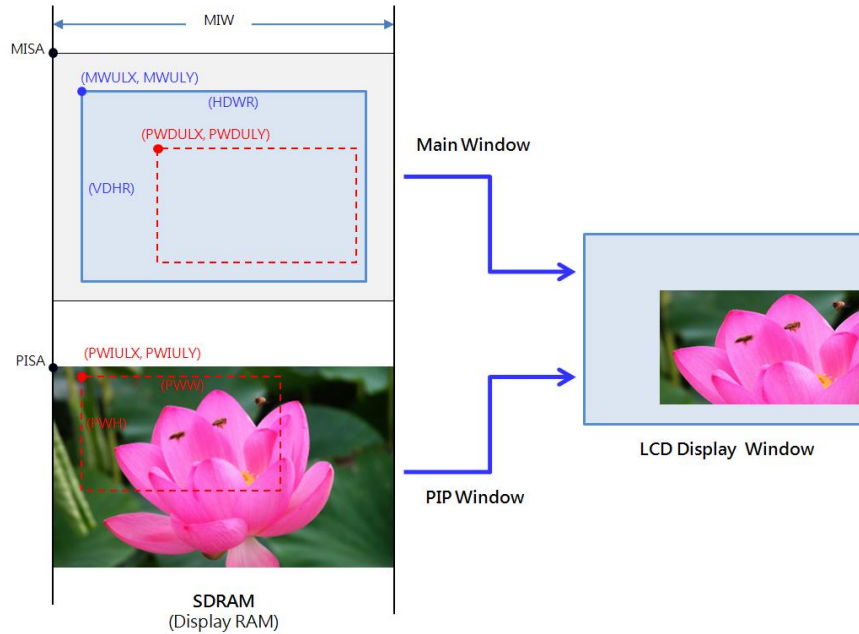 MIW
MISA
(MWULX, MWULY)
(HDWR)
(PWDULX, PWDULY)
(VDHR)
Main Window
PISA
(PWIULX, PWIULY)
(PWW)
(PWH)
PIP Window
LCD Display Window
SDRAM
(Display RAM)